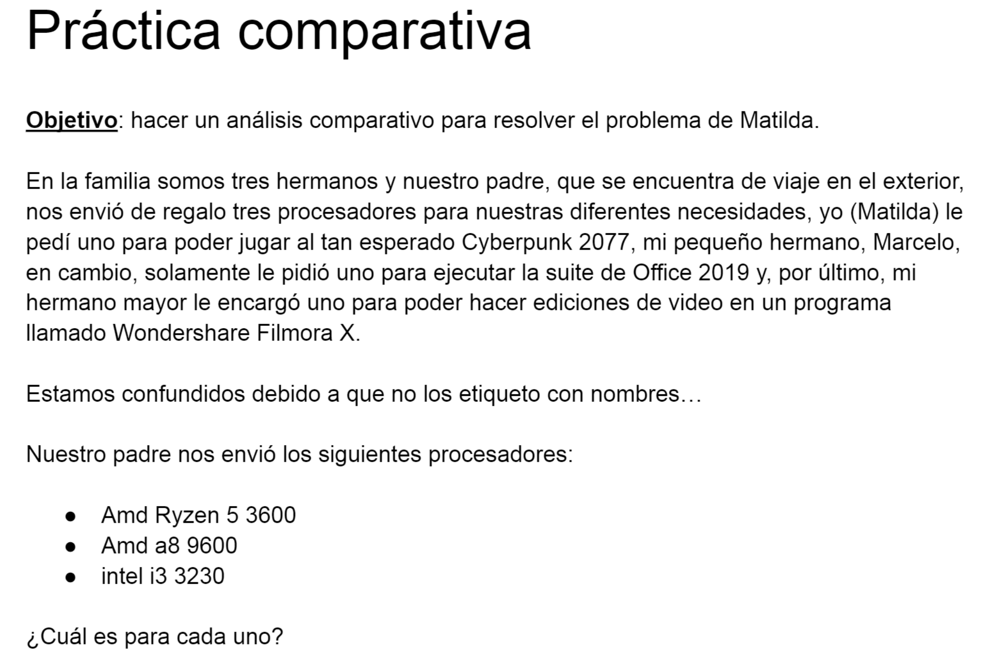 Práctica comparativa
Objetivo: hacer un análisis comparativo para resolver el problema de Matilda.
En la familia somos tres hermanos y nuestro padre, que se encuentra de viaje en el exterior,
nos envió de regalo tres procesadores para nuestras diferentes necesidades, yo (Matilda) le
pedí uno para poder jugar al tan esperado Cyberpunk 2077, mi pequeño hermano, Marcelo,
en cambio, solamente le pidió uno para ejecutar la suite de Office 2019 y, por último, mi
hermano mayor le encargó uno para poder hacer ediciones de video en un programa
llamado Wondershare Filmora X.
Estamos confundidos debido a que no los etiqueto con nombres…
Nuestro padre nos envió los siguientes procesadores:
● Amd Ryzen 5 3600
● Amd a8 9600
● intel i3 3230
¿Cuál es para cada uno?